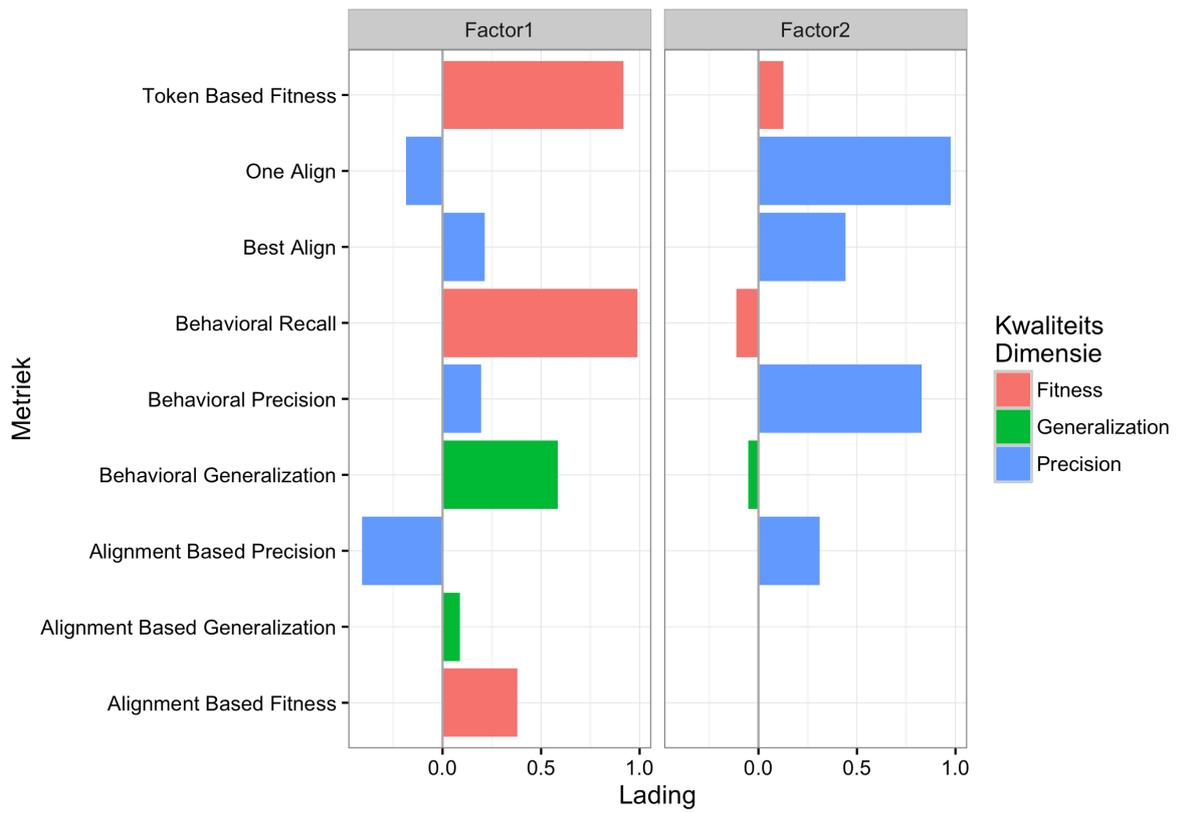 Factor1
Factor2
Token Based Fitness
One Align
Best Align
Behavioral Recall
Behavioral Precision
Behavioral Generalization
Alignment Based Precision
Alignment Based Generalization
Alignment Based Fitness
Metriek
0.0 0.5 1.0
0.0 0.5 1.0
Lading
Kwaliteits
Dimensie
Fitness
Generalization
Precision